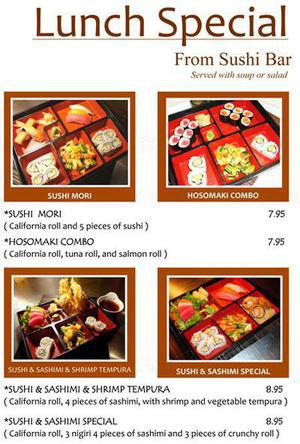 Lunch Special
From Sushi Bar
Served with soup or salad
SUSHI MORI
HOSOMAKI COMBO
*SUSHI MORI 7.95
( California roll and 5 pieces of sushi )
*HOSOMAKI COMBO 7.95
( California roll, tuna roll, and salmon roll )
SUSHI & SASHIMI & SHRIMP TEMPURA
SUSHI & SASHIMI SPECIAL
*SUSHI & SASHIMI & SHRIMP TEMPURA 8.95
( California roll, 4 pieces of sashimi, with shrimp and vegetable tempura )
*SUSHI & SASHIMI SPECIAL 8.95
( California roll, 3 nigiri 4 pieces of sashimi and 3 pieces of crunchy roll )